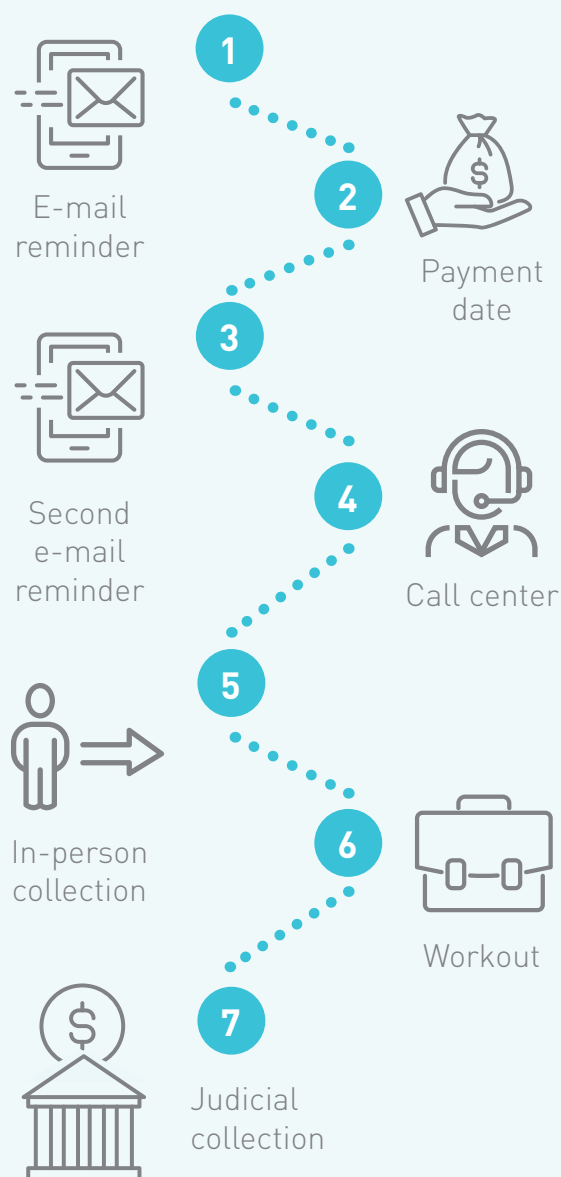 1
E-mail
reminder
2
$
Payment
date
3
Second
e-mail
reminder
4
Call center
5
In-person
collection
6
Workout
7
$
Judicial
collection